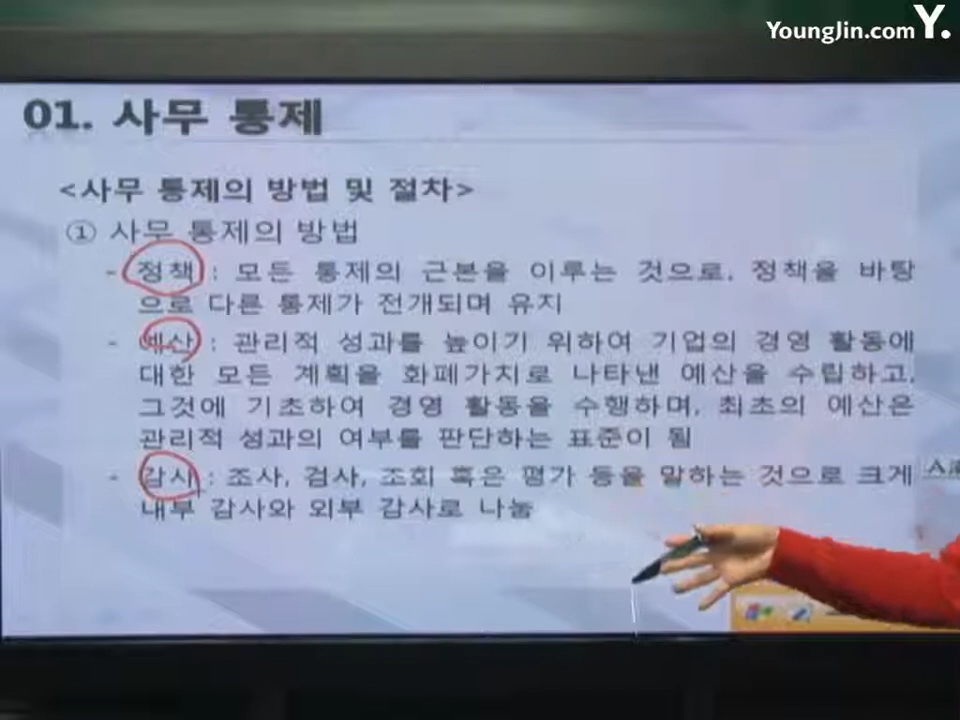 YoungJin.com Y.
01. 사무 통제
<사무 통제의 방법 및 절차>
① 사무 통제의 방법
- 정책 : 모든 통제의 근본을 이루는 것으로, 정책을 바탕
으로 다른 통제가 전개되며 유지
- 예산 : 관리적 성과를 높이기 위하여 기업의 경영 활동에
대한 모든 계획을 화폐가치로 나타낸 예산을 수립하고,
그것에 기초하여 경영 활동을 수행하며, 최초의 예산은
관리적 성과의 여부를 판단하는 표준이 됨
- 감사 : 조사, 검사, 조회 혹은 평가 등을 말하는 것으로 크게
내부 감사와 외부 감사로 나눔